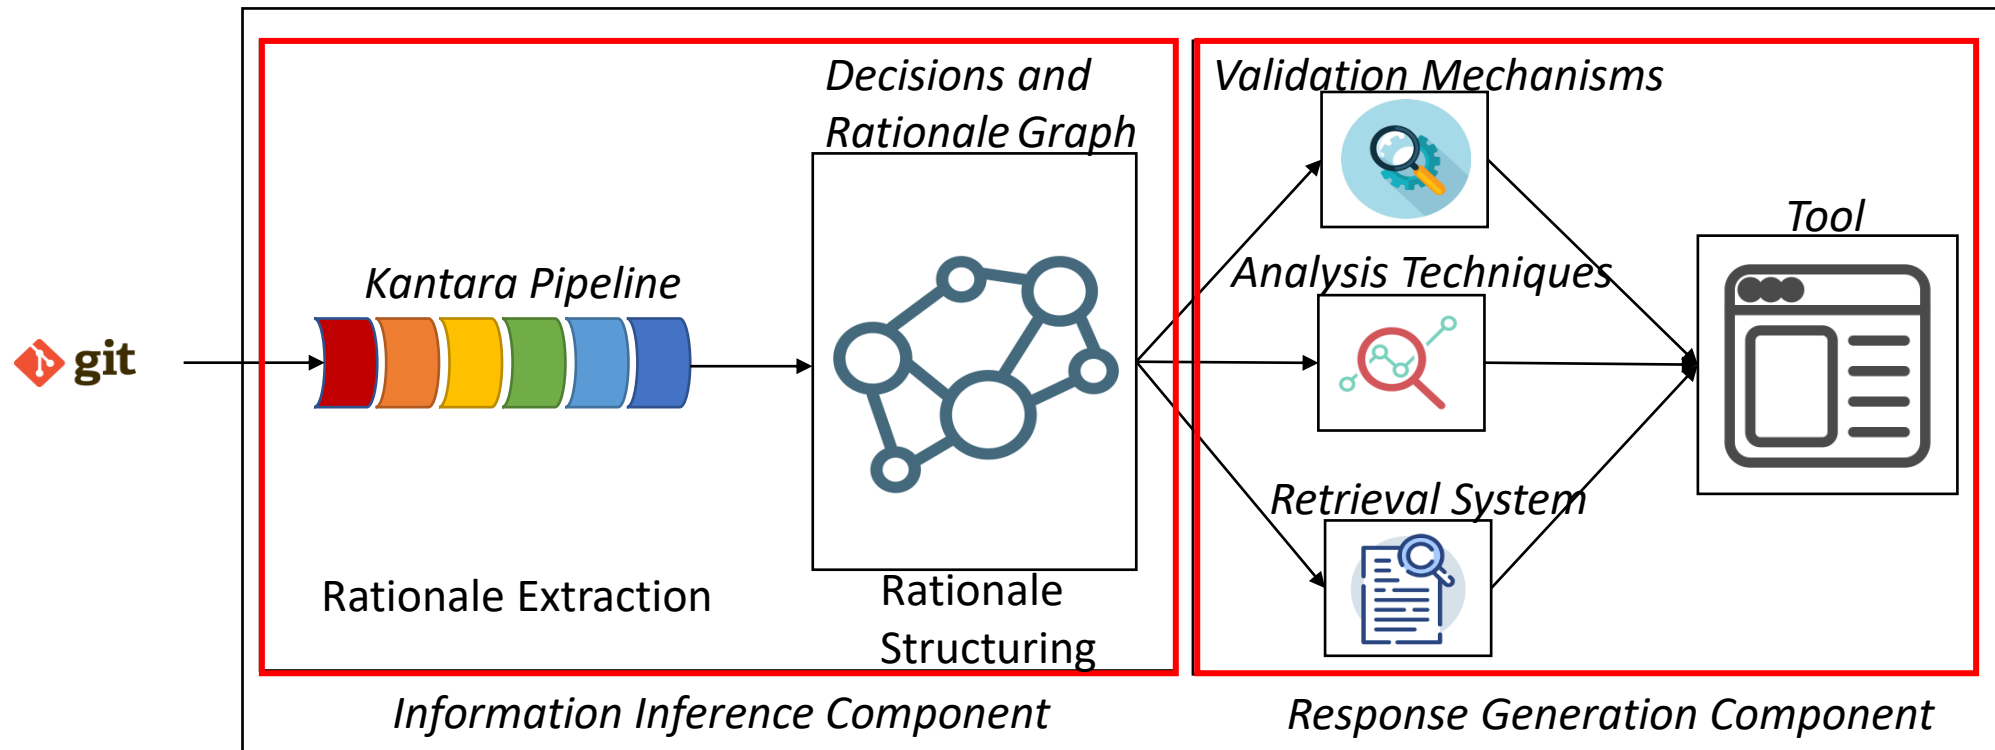 git
Kantara Pipeline
Rationale Extraction
Decisions and
Rationale Graph
Rationale
Structuring
Information Inference Component
Validation Mechanisms
Analysis Techniques
Retrieval System
Tool
Response Generation Component